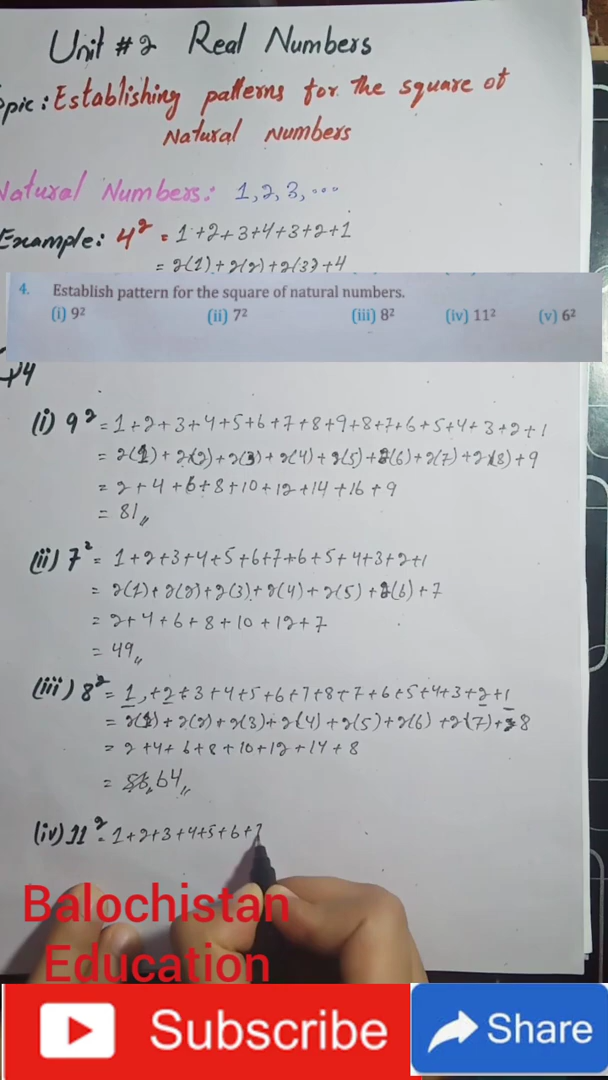 Unit #2 Real Numbers
opic: Establishing patterns for the square of
Natural Numbers
Natural Numbers: 1,2,3,...
Example: 4² = 1+2+3+4+3+2+1
= 2(1)+2(2)+2(3)+4
4. Establish pattern for the square of natural numbers.
(i) 9² (ii) 7² (iii) 8² (iv) 11² (v) 6²
Q4
(i) 9² = 1+2+3+4+5+6+7+8+9+8+7+6+5+4+3+2+1
= 2(1)+2(2)+2(3)+2(4)+2(5)+2(6)+2(7)+2(8)+9
= 2+4+6+8+10+12+14+16+9
= 81,,
(ii) 7² = 1+2+3+4+5+6+7+6+5+4+3+2+1
= 2(1)+2(2)+2(3)+2(4)+2(5)+2(6)+7
= 2+4+6+8+10+12+7
= 49,,
(iii) 8² = 1,+2+3+4+5+6+7+8+7+6+5+4+3+2+1
= 2(1)+2(2)+2(3)+2(4)+2(5)+2(6)+2(7)+8
= 2+4+6+8+10+12+14+8
= 64,,
(iv) 11² = 1+2+3+4+5+6+7
Balochistan
Education
Subscribe
Share